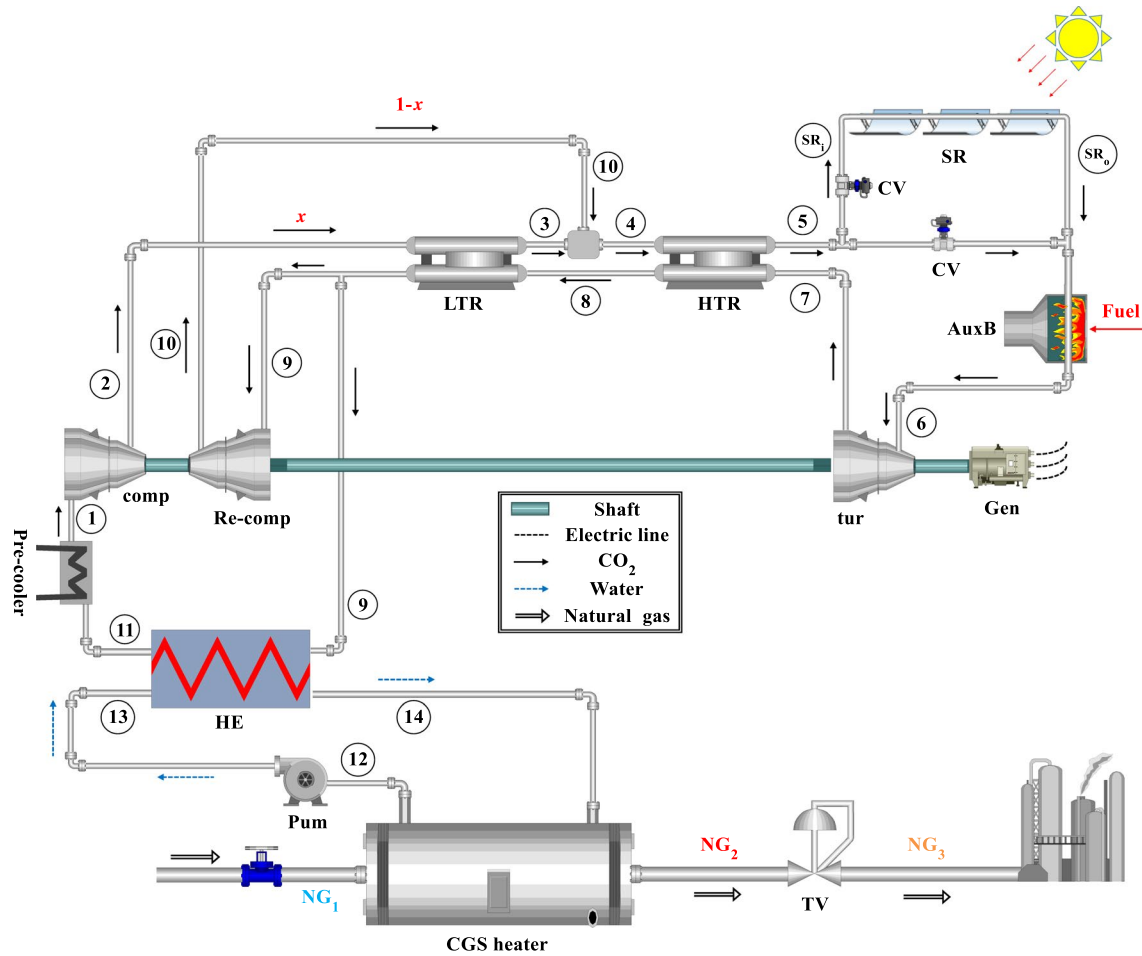 1-x
10
SRi
SR
SRo
CV
x
3
4
5
CV
LTR
8
HTR
7
AuxB
Fuel
2
10
9
6
comp
Re-comp
tur
Gen
1
Pre-cooler
Shaft
Electric line
CO2
Water
Natural gas
11
9
13
HE
14
12
Pum
NG1
NG2
NG3
TV
CGS heater